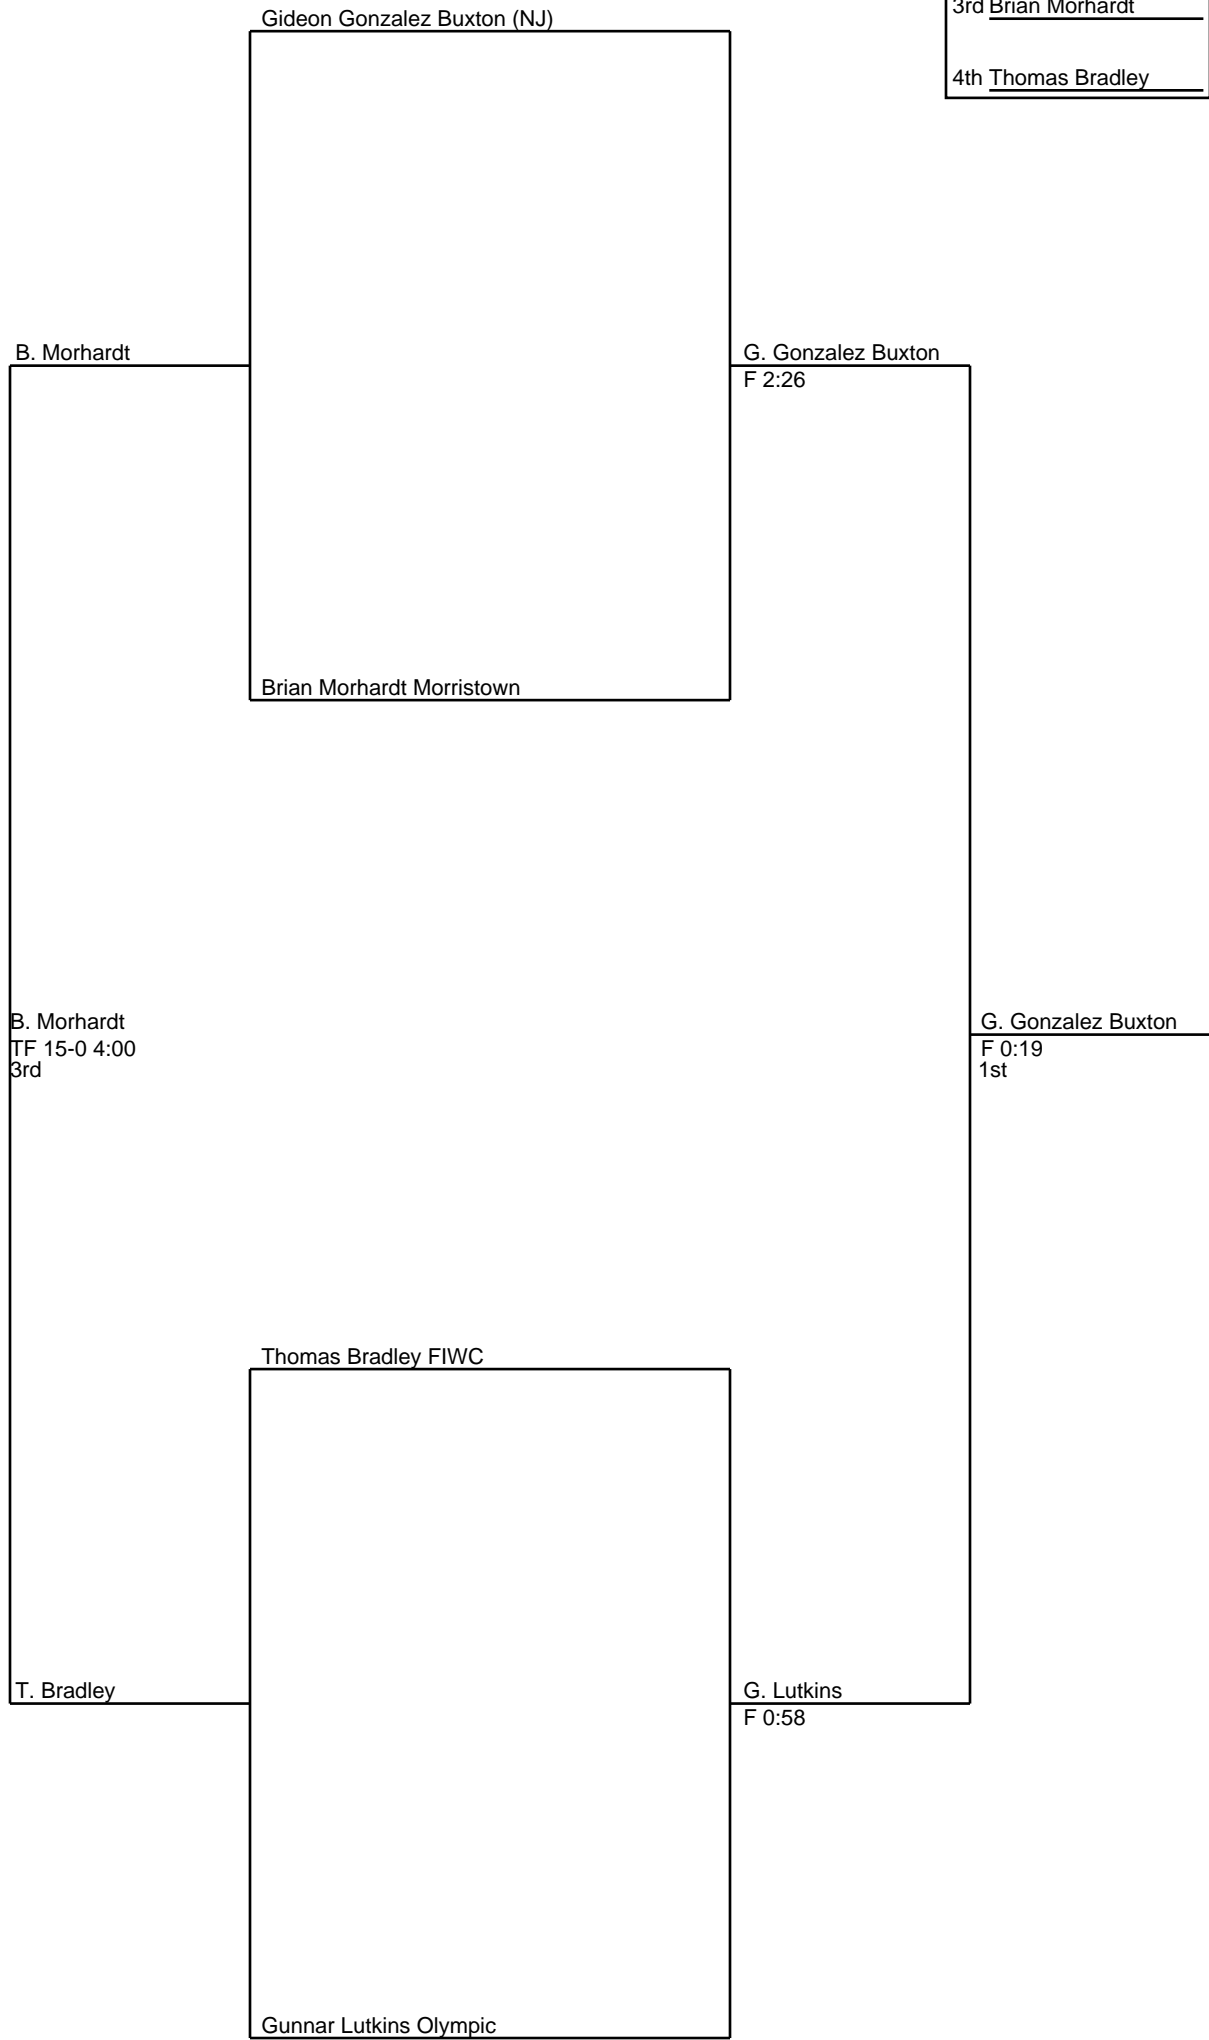 3rd Brian Morhardt
Gideon Gonzalez Buxton (NJ)
4th Thomas Bradley
B. Morhardt
G. Gonzalez Buxton
F 2:26
Brian Morhardt Morristown
B. Morhardt
TF 15-0 4:00
3rd
G. Gonzalez Buxton
F 0:19
1st
Thomas Bradley FIWC
T. Bradley
G. Lutkins
F 0:58
Gunnar Lutkins Olympic